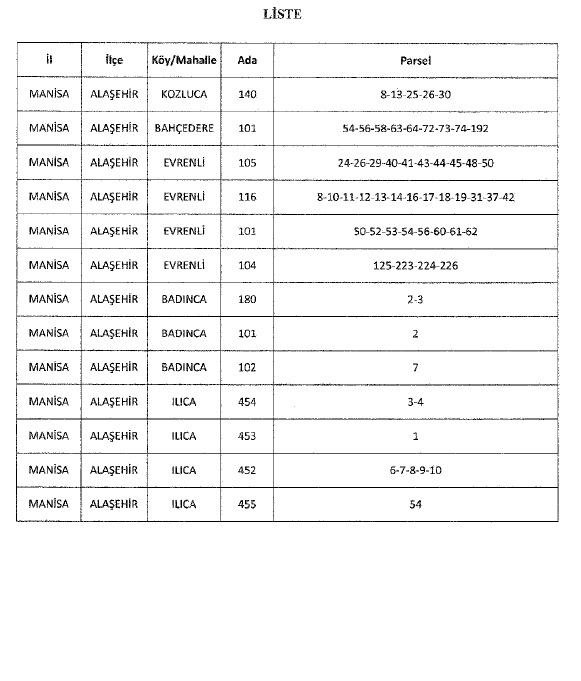 LİSTE
İl İlçe Köy/Mahalle Ada Parsel
MANİSA ALAŞEHİR KOZLUCA 140 8-13-25-26-30
MANİSA ALAŞEHİR BAHÇEDERE 101 54-56-58-63-64-72-73-74-192
MANİSA ALAŞEHİR EVRENLİ 105 24-26-29-40-41-43-44-45-48-50
MANİSA ALAŞEHİR EVRENLİ 116 8-10-11-12-13-14-16-17-18-19-31-37-42
MANİSA ALAŞEHİR EVRENLİ 101 50-52-53-54-56-60-61-62
MANİSA ALAŞEHİR EVRENLİ 104 125-223-224-226
MANİSA ALAŞEHİR BADINCA 180 2-3
MANİSA ALAŞEHİR BADINCA 101 2
MANİSA ALAŞEHİR BADINCA 102 7
MANİSA ALAŞEHİR ILICA 454 3-4
MANİSA ALAŞEHİR ILICA 453 1
MANİSA ALAŞEHİR ILICA 452 6-7-8-9-10
MANİSA ALAŞEHİR ILICA 455 54